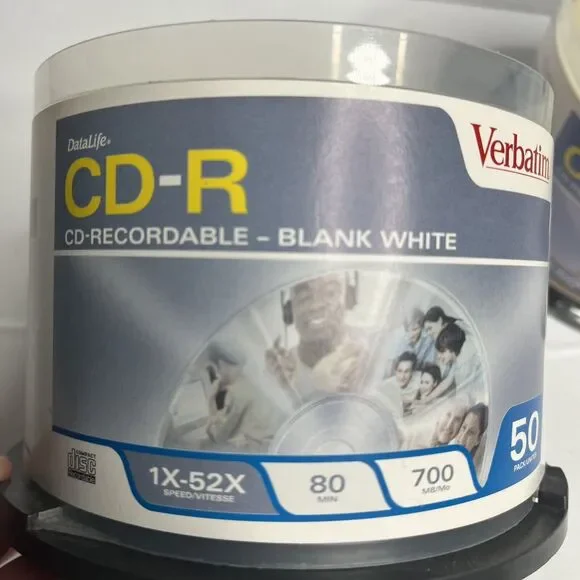 DataLife®
CD-R
CD-RECORDABLE - BLANK WHITE
Verbatim
COMPACT
disc
Recordable
1X-52X
SPEED/VITESSE
80
MIN
700
MB/Mo
50
PACK/UNITÉS